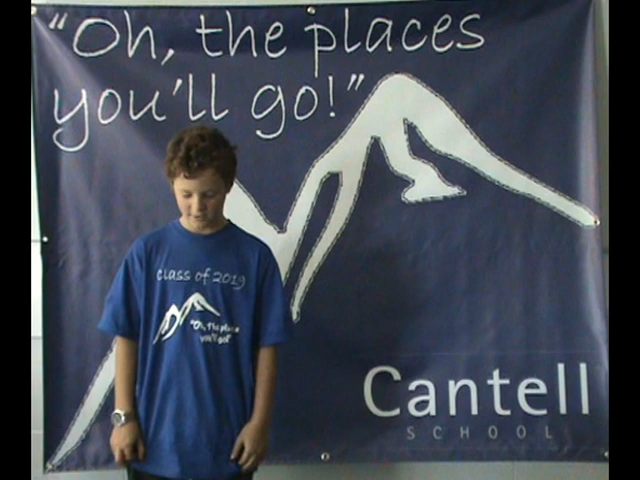 "Oh, the places
you'll go!"
class of 2019
"Oh, the places
you'll go!"
Cantell
SCHOOL